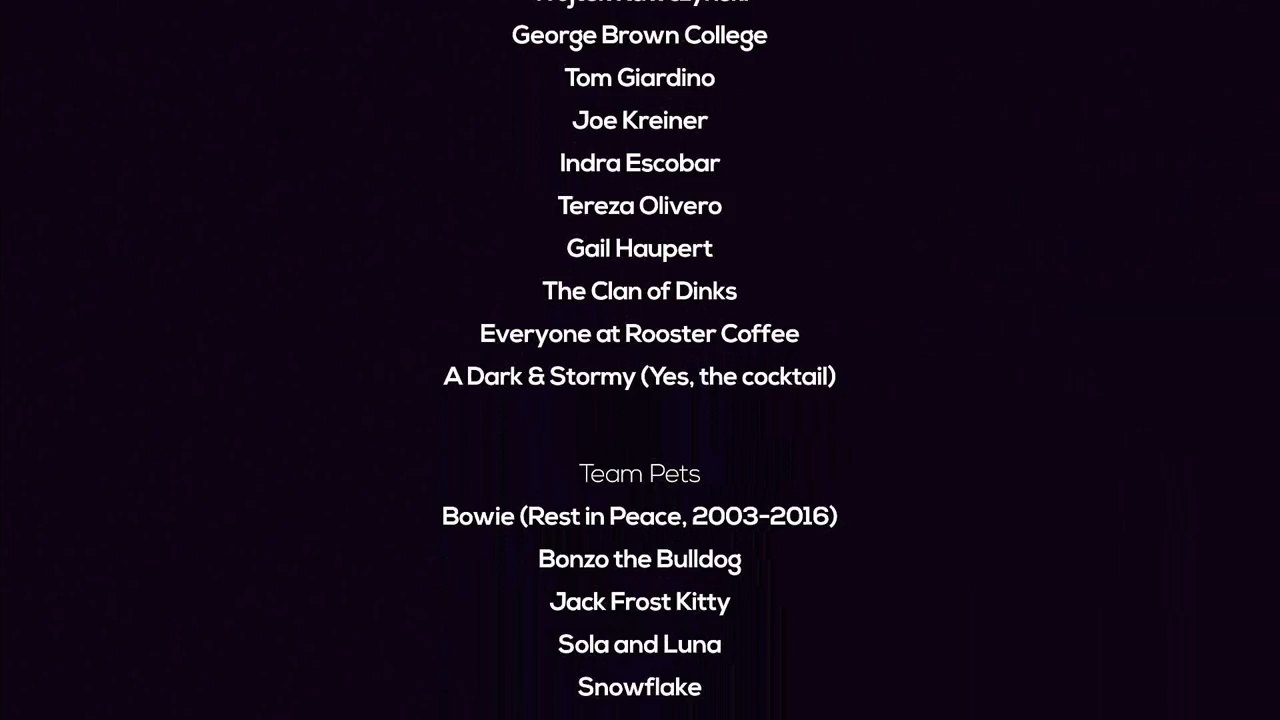 George Brown College
Tom Giardino
Joe Kreiner
Indra Escobar
Tereza Olivero
Gail Haupert
The Clan of Dinks
Everyone at Rooster Coffee
A Dark & Stormy (Yes, the cocktail)
Team Pets
Bowie (Rest in Peace, 2003-2016)
Bonzo the Bulldog
Jack Frost Kitty
Sola and Luna
Snowflake